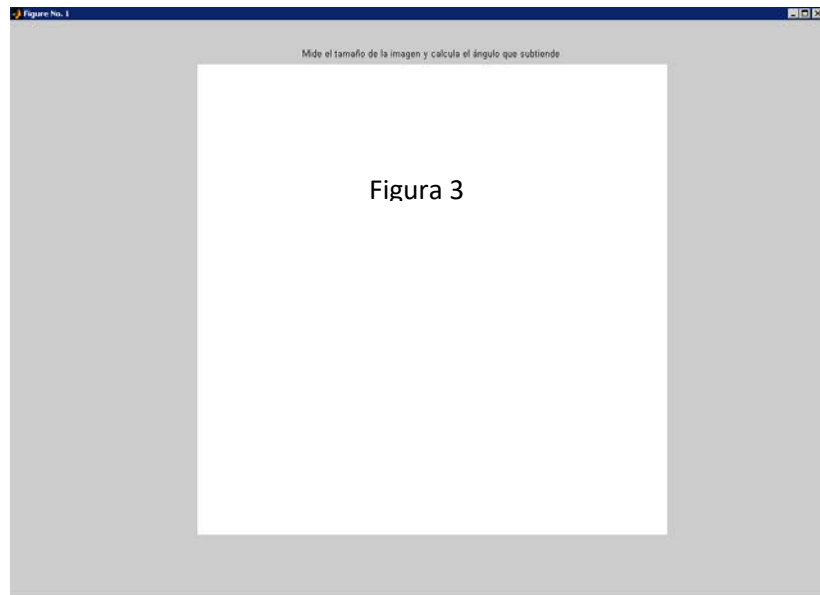 Figure No. 1
Mide el tamaño de la imagen y calcula el ángulo que subtiende
Figura 3